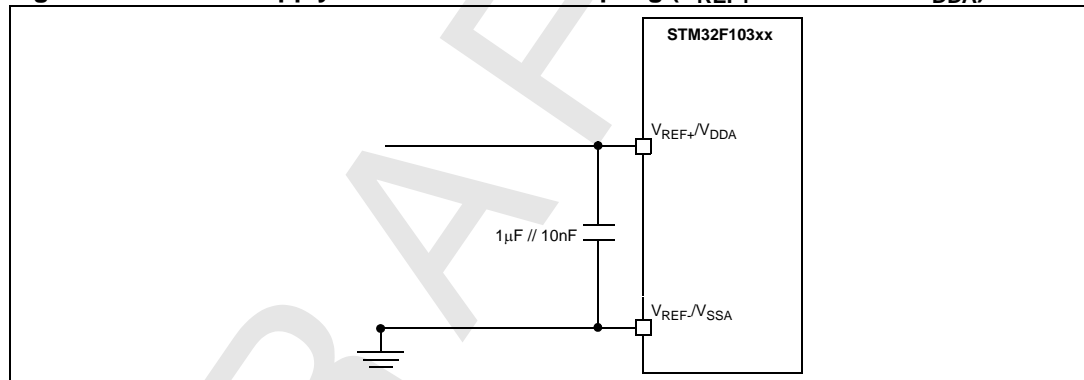 STM32F103xx
VREF+/VDDA
1μF // 10nF
VREF-/VSSA